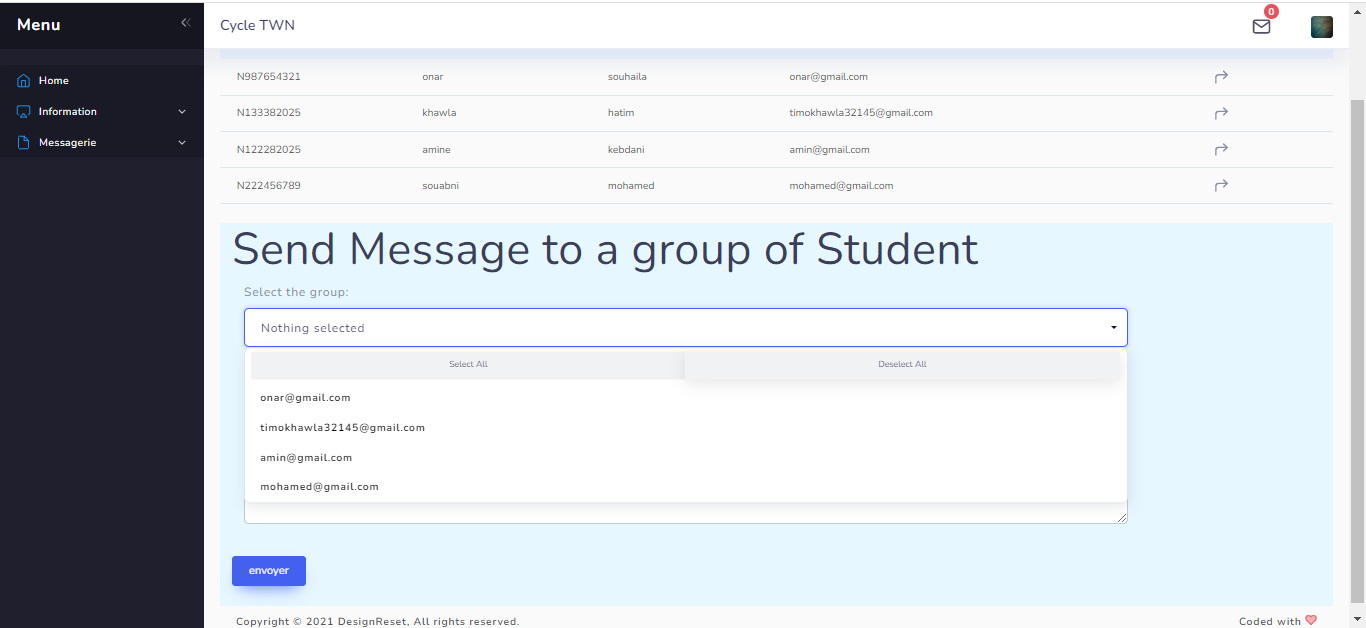 Menu
Cycle TWN
0
Home
Information
Messagerie
N987654321 onar souhaila onar@gmail.com
N133382025 khawla hatim timokhawla32145@gmail.com
N122282025 amine kebdani amin@gmail.com
N222456789 souabni mohamed mohamed@gmail.com
Send Message to a group of Student
Select the group:
Nothing selected
Select All Deselect All
onar@gmail.com
timokhawla32145@gmail.com
amin@gmail.com
mohamed@gmail.com
envoyer
Copyright © 2021 DesignReset, All rights reserved. Coded with